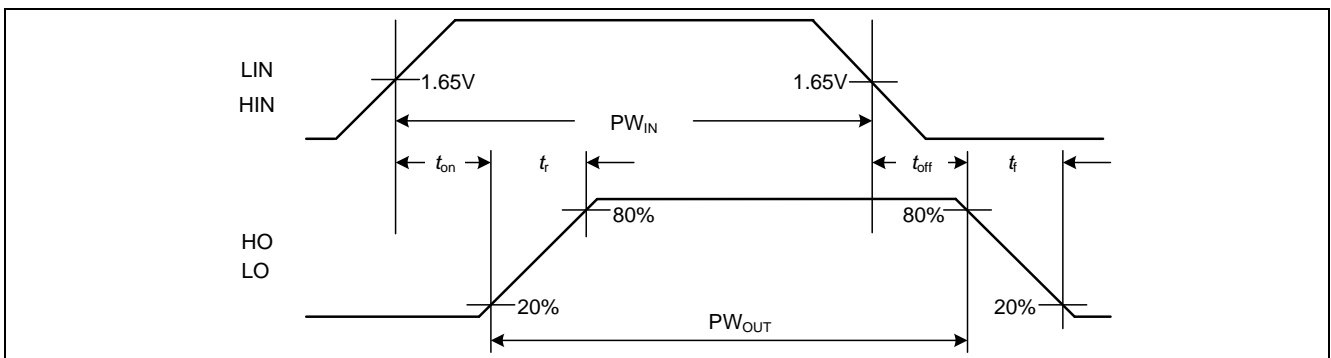 LIN
HIN
1.65V
1.65V
PWIN
ton
tr
toff
tf
HO
LO
80%
80%
20%
20%
PWOUT